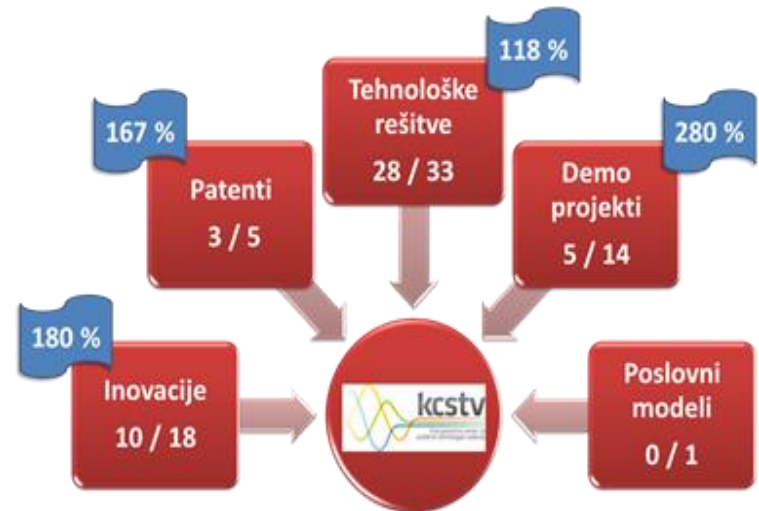 118 %
Tehnološke
rešitve
28 / 33
167 %
Patenti
3 / 5
280 %
Demo
projekti
5 / 14
180 %
Inovacije
10 / 18
kcstv
Poslovni
modeli
0 / 1